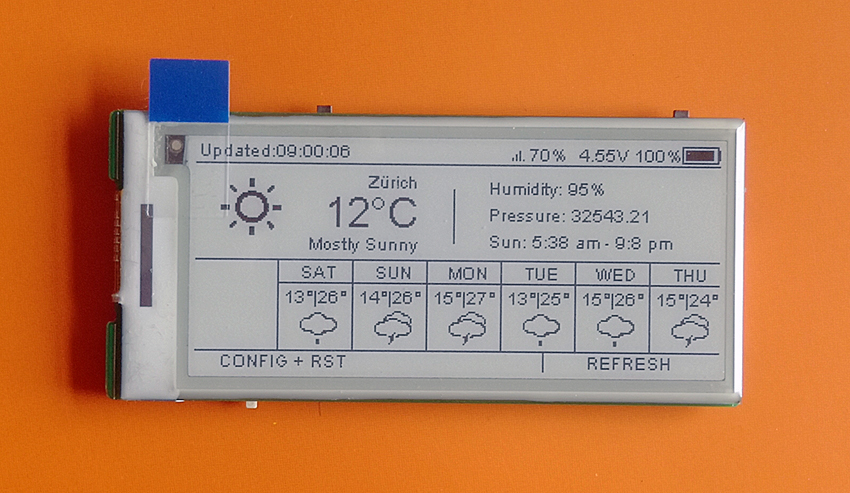 Updated:09:00:06 70% 4.55V 100%
Zürich
12°C
Mostly Sunny
Humidity: 95%
Pressure: 32543.21
Sun: 5:38 am - 9:8 pm
SAT SUN MON TUE WED THU
13°|26° 14°|26° 15°|27° 13°|25° 15°|26° 15°|24°
CONFIG + RST REFRESH